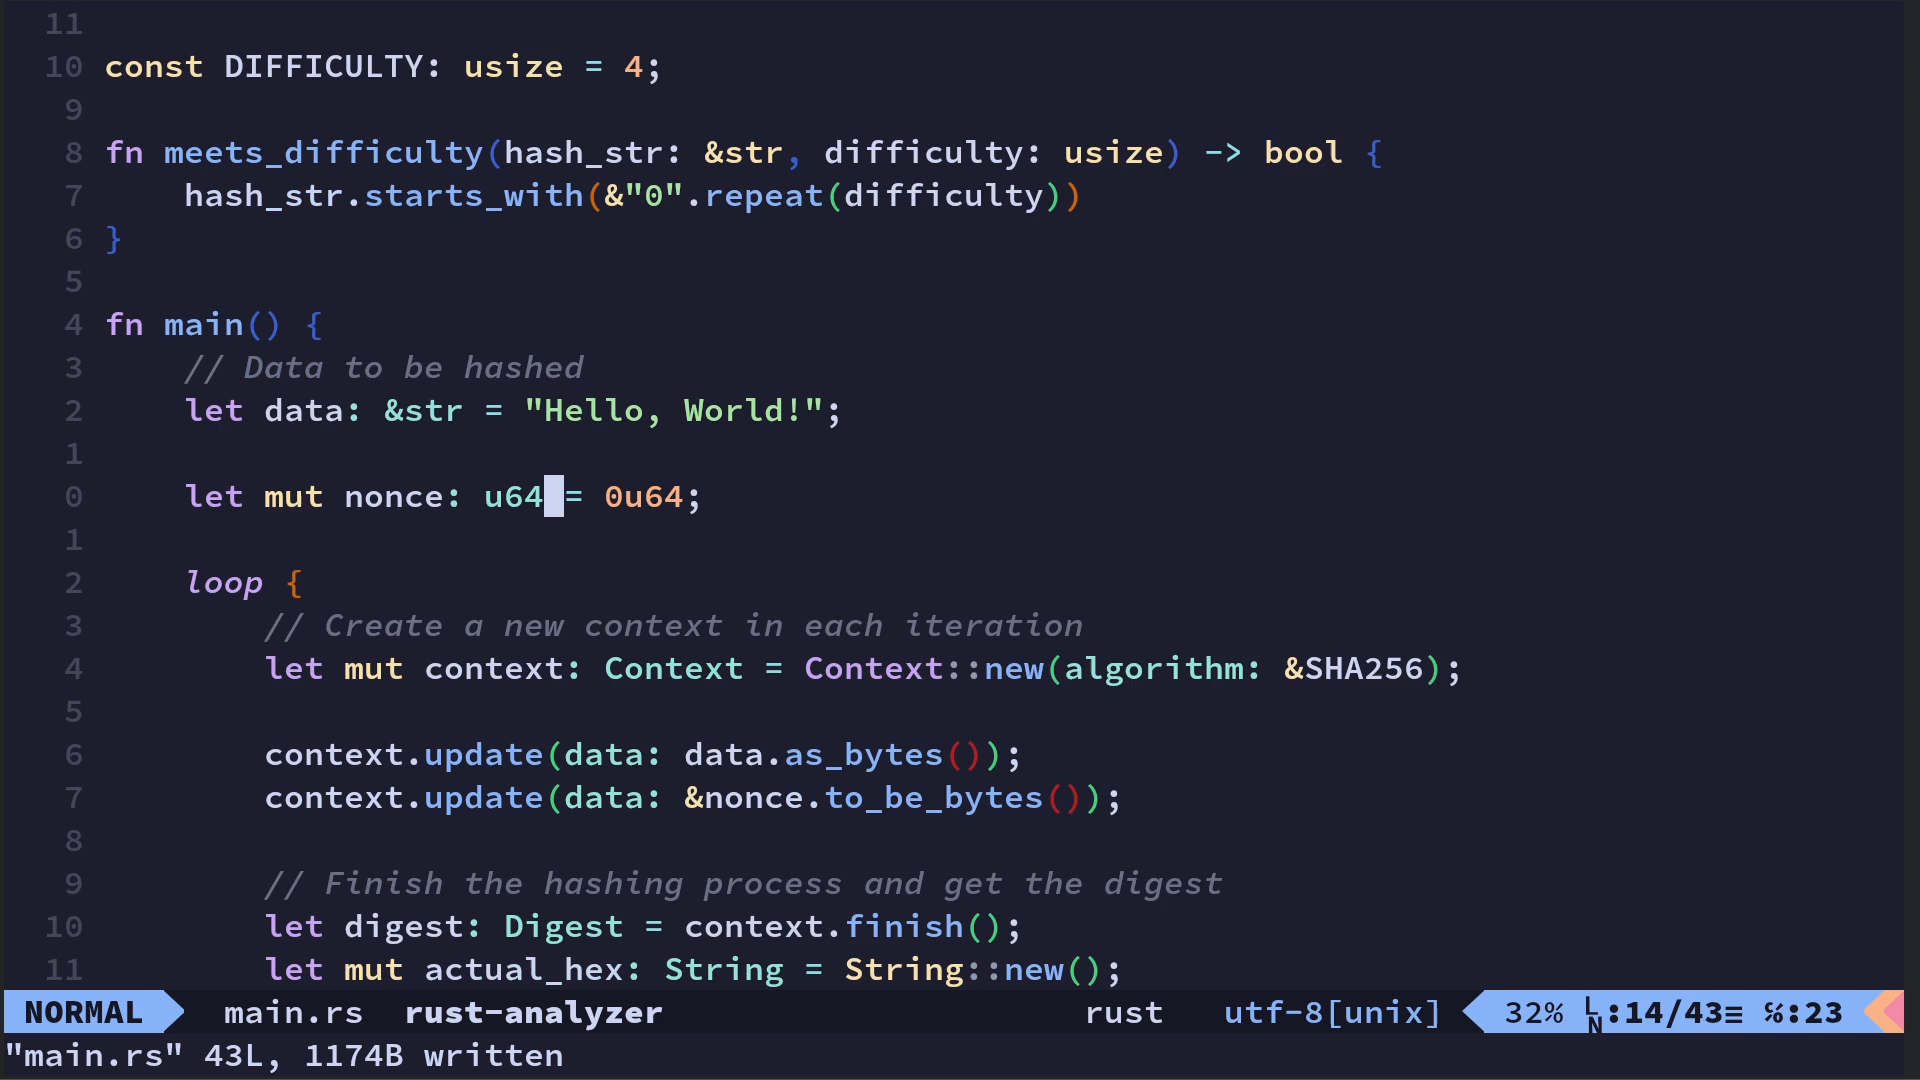 11
10 const DIFFICULTY: usize = 4;
9
8 fn meets_difficulty(hash_str: &str, difficulty: usize) -> bool {
7     hash_str.starts_with(&"0".repeat(difficulty))
6 }
5
4 fn main() {
3     // Data to be hashed
2     let data: &str = "Hello, World!";
1
0     let mut nonce: u64 = 0u64;
1
2     loop {
3         // Create a new context in each iteration
4         let mut context: Context = Context::new(algorithm: &SHA256);
5
6         context.update(data: data.as_bytes());
7         context.update(data: &nonce.to_be_bytes());
8
9         // Finish the hashing process and get the digest
10         let digest: Digest = context.finish();
11         let mut actual_hex: String = String::new();
NORMAL main.rs rust-analyzer rust utf-8[unix] 32% LN:14/43≡ ℅:23
"main.rs" 43L, 1174B written